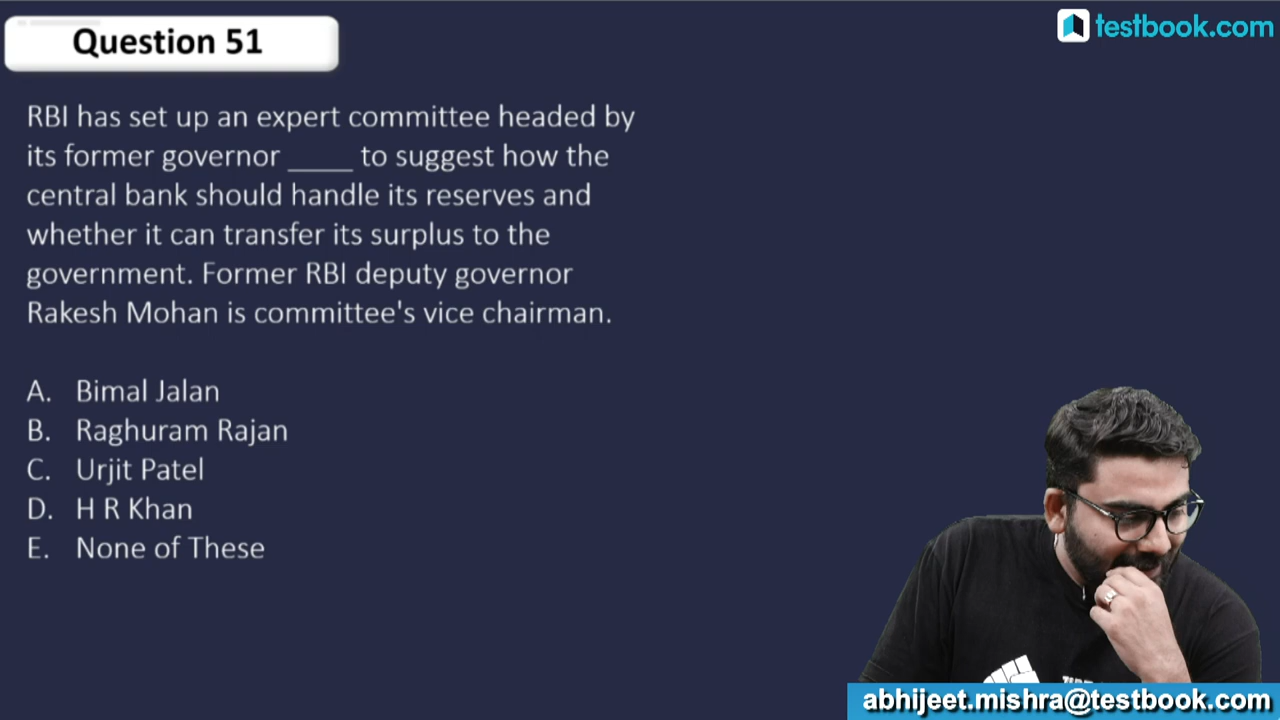 Question 51
testbook.com
RBI has set up an expert committee headed by
its former governor ____ to suggest how the
central bank should handle its reserves and
whether it can transfer its surplus to the
government. Former RBI deputy governor
Rakesh Mohan is committee's vice chairman.
A. Bimal Jalan
B. Raghuram Rajan
C. Urjit Patel
D. H R Khan
E. None of These
abhijeet.mishra@testbook.com